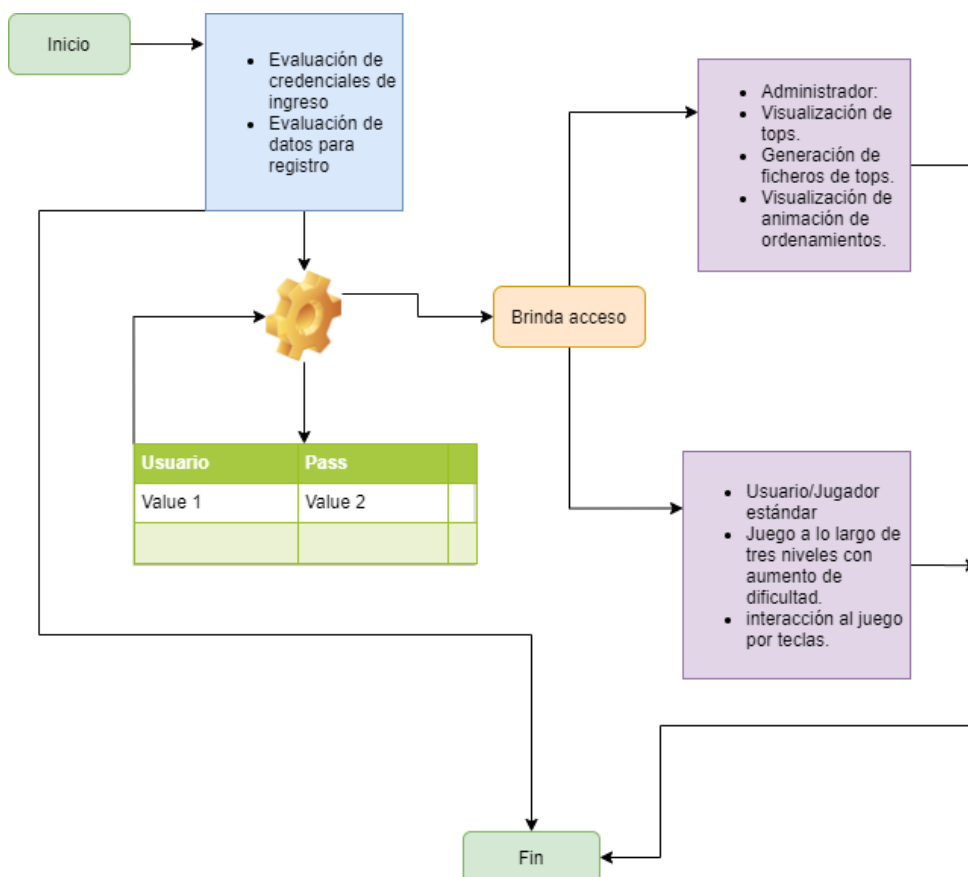 Inicio
• Evaluación de
credenciales de
ingreso
• Evaluación de
datos para
registro
• Administrador:
• Visualización de
tops.
• Generación de
ficheros de tops.
• Visualización de
animación de
ordenamientos.
Brinda acceso
Usuario Pass
Value 1 Value 2
• Usuario/Jugador
estándar
• Juego a lo largo de
tres niveles con
aumento de
dificultad.
• interacción al juego
por teclas.
Fin